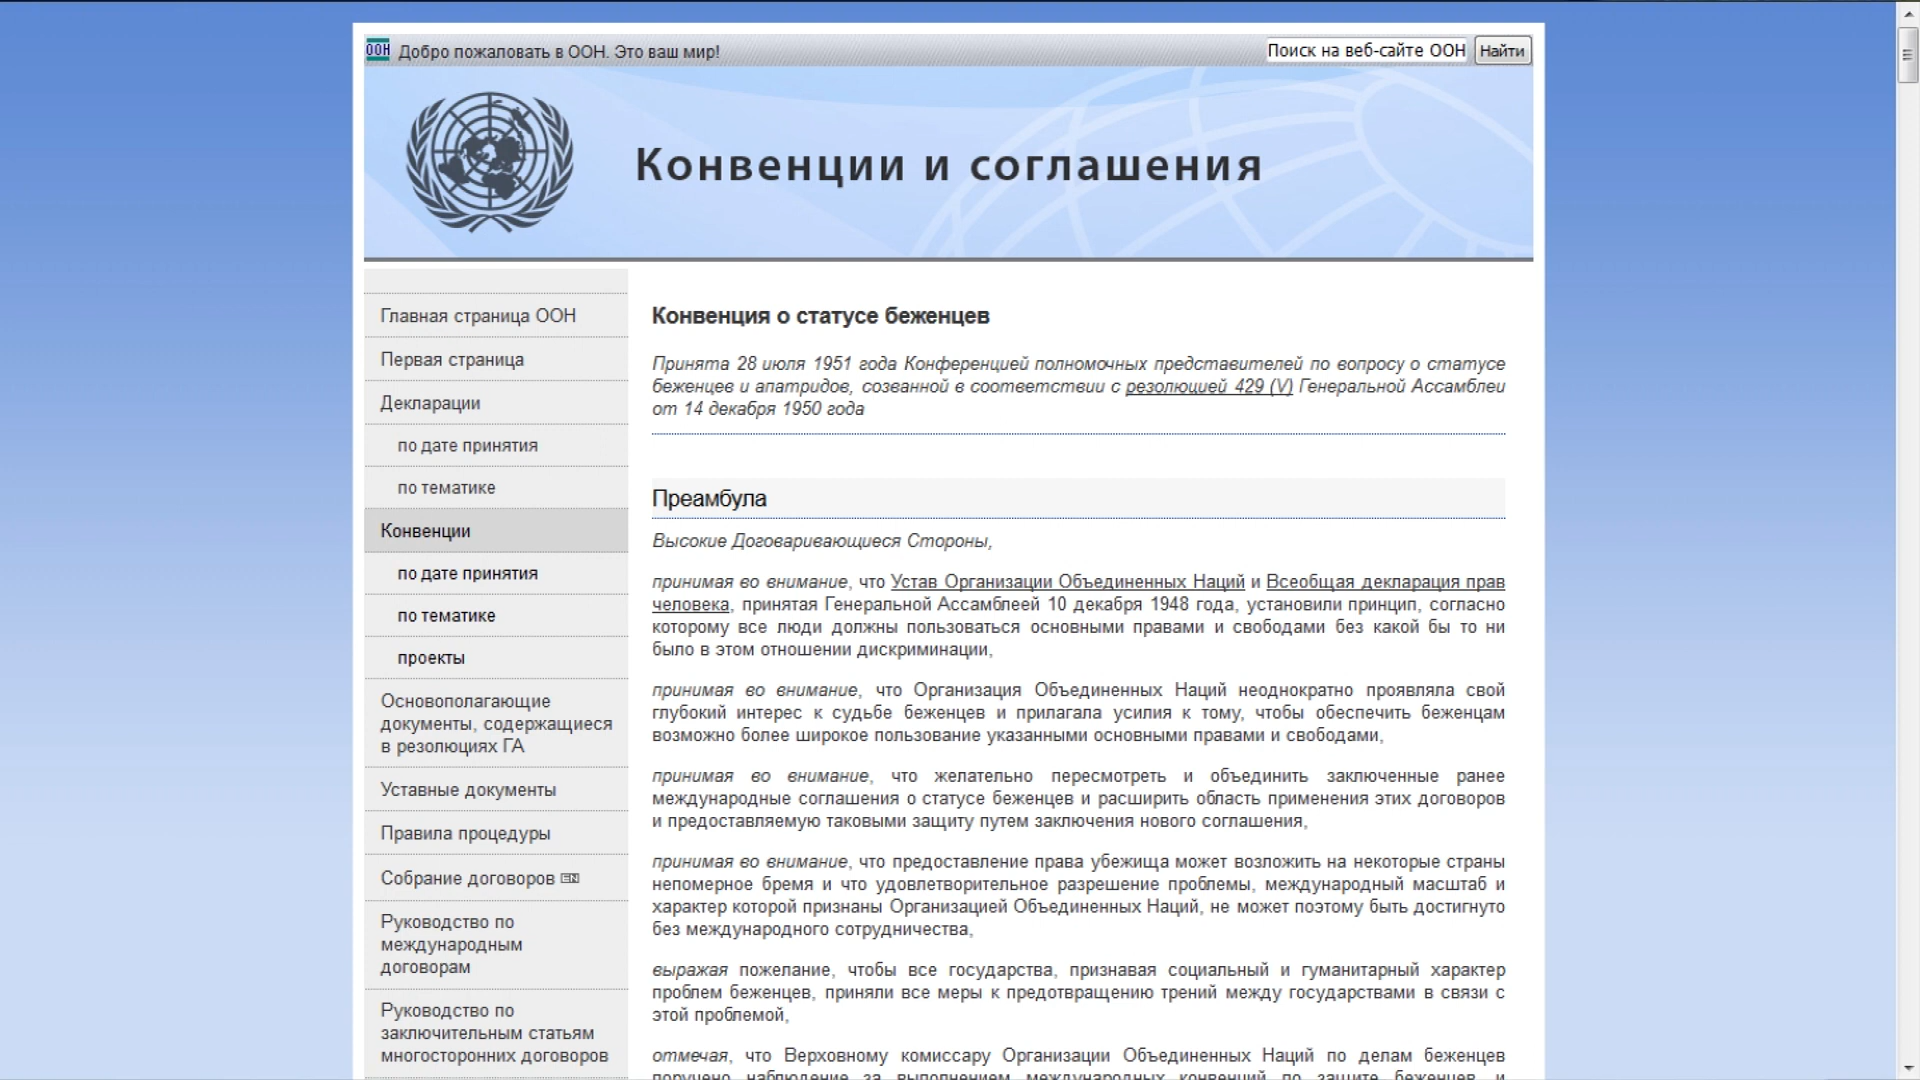 ООН Добро пожаловать в ООН. Это ваш мир!
Поиск на веб-сайте ООН Найти
Конвенции и соглашения
Главная страница ООН
Первая страница
Декларации
по дате принятия
по тематике
Конвенции
по дате принятия
по тематике
проекты
Основополагающие
документы, содержащиеся
в резолюциях ГА
Уставные документы
Правила процедуры
Собрание договоров EN
Руководство по
международным
договорам
Руководство по
заключительным статьям
многосторонних договоров
Конвенция о статусе беженцев
Принята 28 июля 1951 года Конференцией полномочных представителей по вопросу о статусе
беженцев и апатридов, созванной в соответствии с резолюцией 429 (V) Генеральной Ассамблеи
от 14 декабря 1950 года
Преамбула
Высокие Договаривающиеся Стороны,
принимая во внимание, что Устав Организации Объединенных Наций и Всеобщая декларация прав
человека, принятая Генеральной Ассамблеей 10 декабря 1948 года, установили принцип, согласно
которому все люди должны пользоваться основными правами и свободами без какой бы то ни
было в этом отношении дискриминации,
принимая во внимание, что Организация Объединенных Наций неоднократно проявляла свой
глубокий интерес к судьбе беженцев и прилагала усилия к тому, чтобы обеспечить беженцам
возможно более широкое пользование указанными основными правами и свободами,
принимая во внимание, что желательно пересмотреть и объединить заключенные ранее
международные соглашения о статусе беженцев и расширить область применения этих договоров
и предоставляемую таковыми защиту путем заключения нового соглашения,
принимая во внимание, что предоставление права убежища может возложить на некоторые страны
непомерное бремя и что удовлетворительное разрешение проблемы, международный масштаб и
характер которой признаны Организацией Объединенных Наций, не может поэтому быть достигнуто
без международного сотрудничества,
выражая пожелание, чтобы все государства, признавая социальный и гуманитарный характер
проблем беженцев, приняли все меры к предотвращению трений между государствами в связи с
этой проблемой,
отмечая, что Верховному комиссару Организации Объединенных Наций по делам беженцев
поручено наблюдение за выполнением международных конвенций по защите беженцев, и